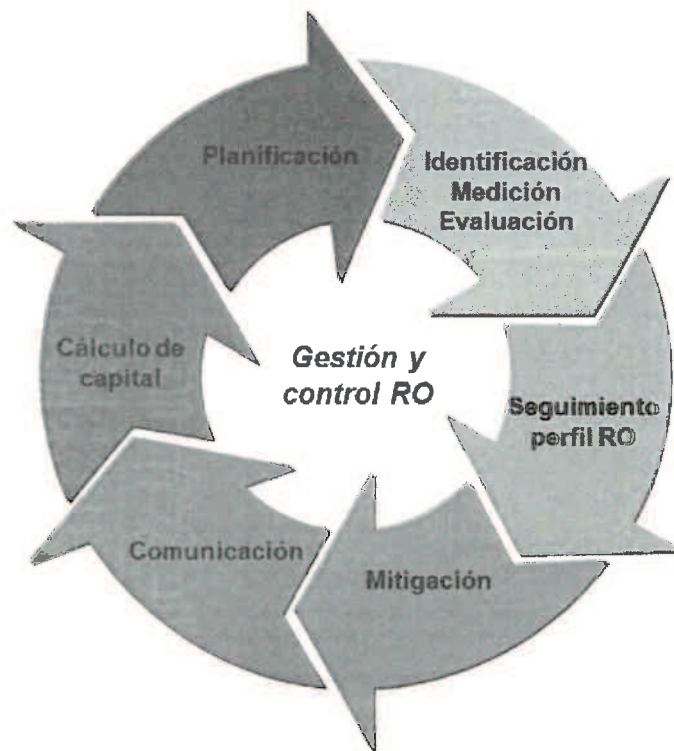 Planificación
Identificación
Medición
Evaluación
Seguimiento
perfil RO
Mitigación
Comunicación
Cálculo de
capital
Gestión y
control RO